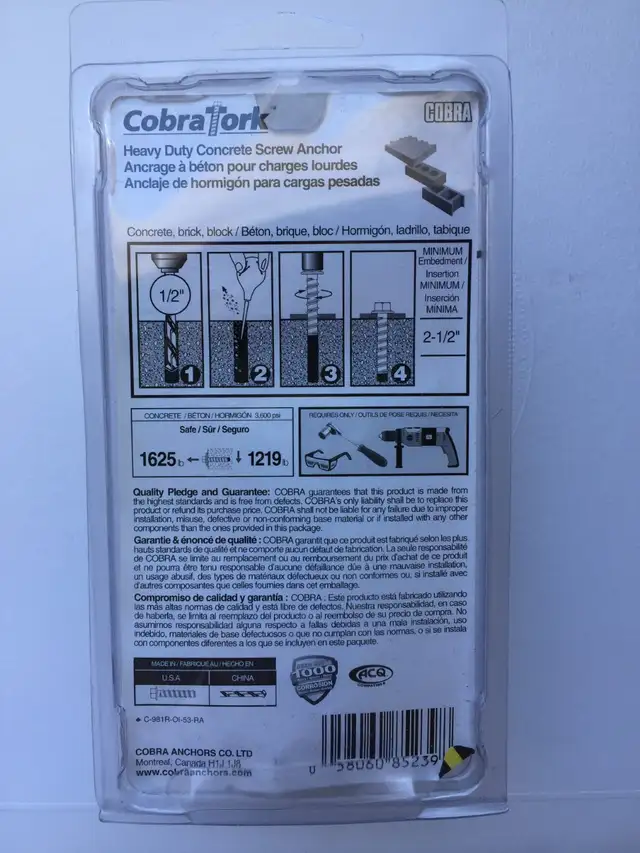 CobraTork™
COBRA
Heavy Duty Concrete Screw Anchor
Ancrage à béton pour charges lourdes
Anclaje de hormigón para cargas pesadas
Concrete, brick, block / Béton, brique, bloc / Hormigón, ladrillo, tabique
1/2"
1
2
3
4
MINIMUM
Embedment /
Insertion
MINIMUM /
Inserción
MÍNIMA
2-1/2"
CONCRETE / BÉTON / HORMIGÓN 3,600 psi
Safe / Sûr / Seguro
1625 lb
1219 lb
REQUIRES ONLY / OUTILS DE POSE REQUIS / NECESITA
Quality Pledge and Guarantee: COBRA guarantees that this product is made from
the highest standards and is free from defects. COBRA's only liability shall be to replace this
product or refund its purchase price. COBRA shall not be liable for any failure due to improper
installation, misuse, defective or non-conforming base material or if installed with any other
components than the ones provided in this package.
Garantie & énoncé de qualité : COBRA garantit que ce produit est fabriqué selon les plus
hauts standards de qualité et ne comporte aucun défaut de fabrication. La seule responsabilité
de COBRA se limite au remplacement ou au remboursement du prix d'achat de ce produit
et ne pourra être tenu responsable d'aucune défaillance dûe à une mauvaise installation,
un usage abusif, des types de matériaux défectueux ou non conformes ou, si installé avec
d'autres composantes que celles fournies dans cet emballage.
Compromiso de calidad y garantía : COBRA . Este producto está fabricado utilizando
las más altas normas de calidad y está libre de defectos. Nuestra responsabilidad, en caso
de haberla, se limita al reemplazo del producto o al reembolso de su precio de compra. No
asumimos responsabilidad alguna respecto a faltas debidas a una mala instalación, uso
indebido, materiales de base defectuosos o que no cumplan con las normas, o si se instala
con componentes diferentes a los que se incluyen en este paquete.
MADE IN / FABRIQUÉ AU / HECHO EN
U.S.A
CHINA
1000
CORROSION
ACQ
C-981R-OI-53-RA
COBRA ANCHORS CO. LTD
Montreal, Canada H1J 1J8
www.cobraanchors.com
0 58060 85239